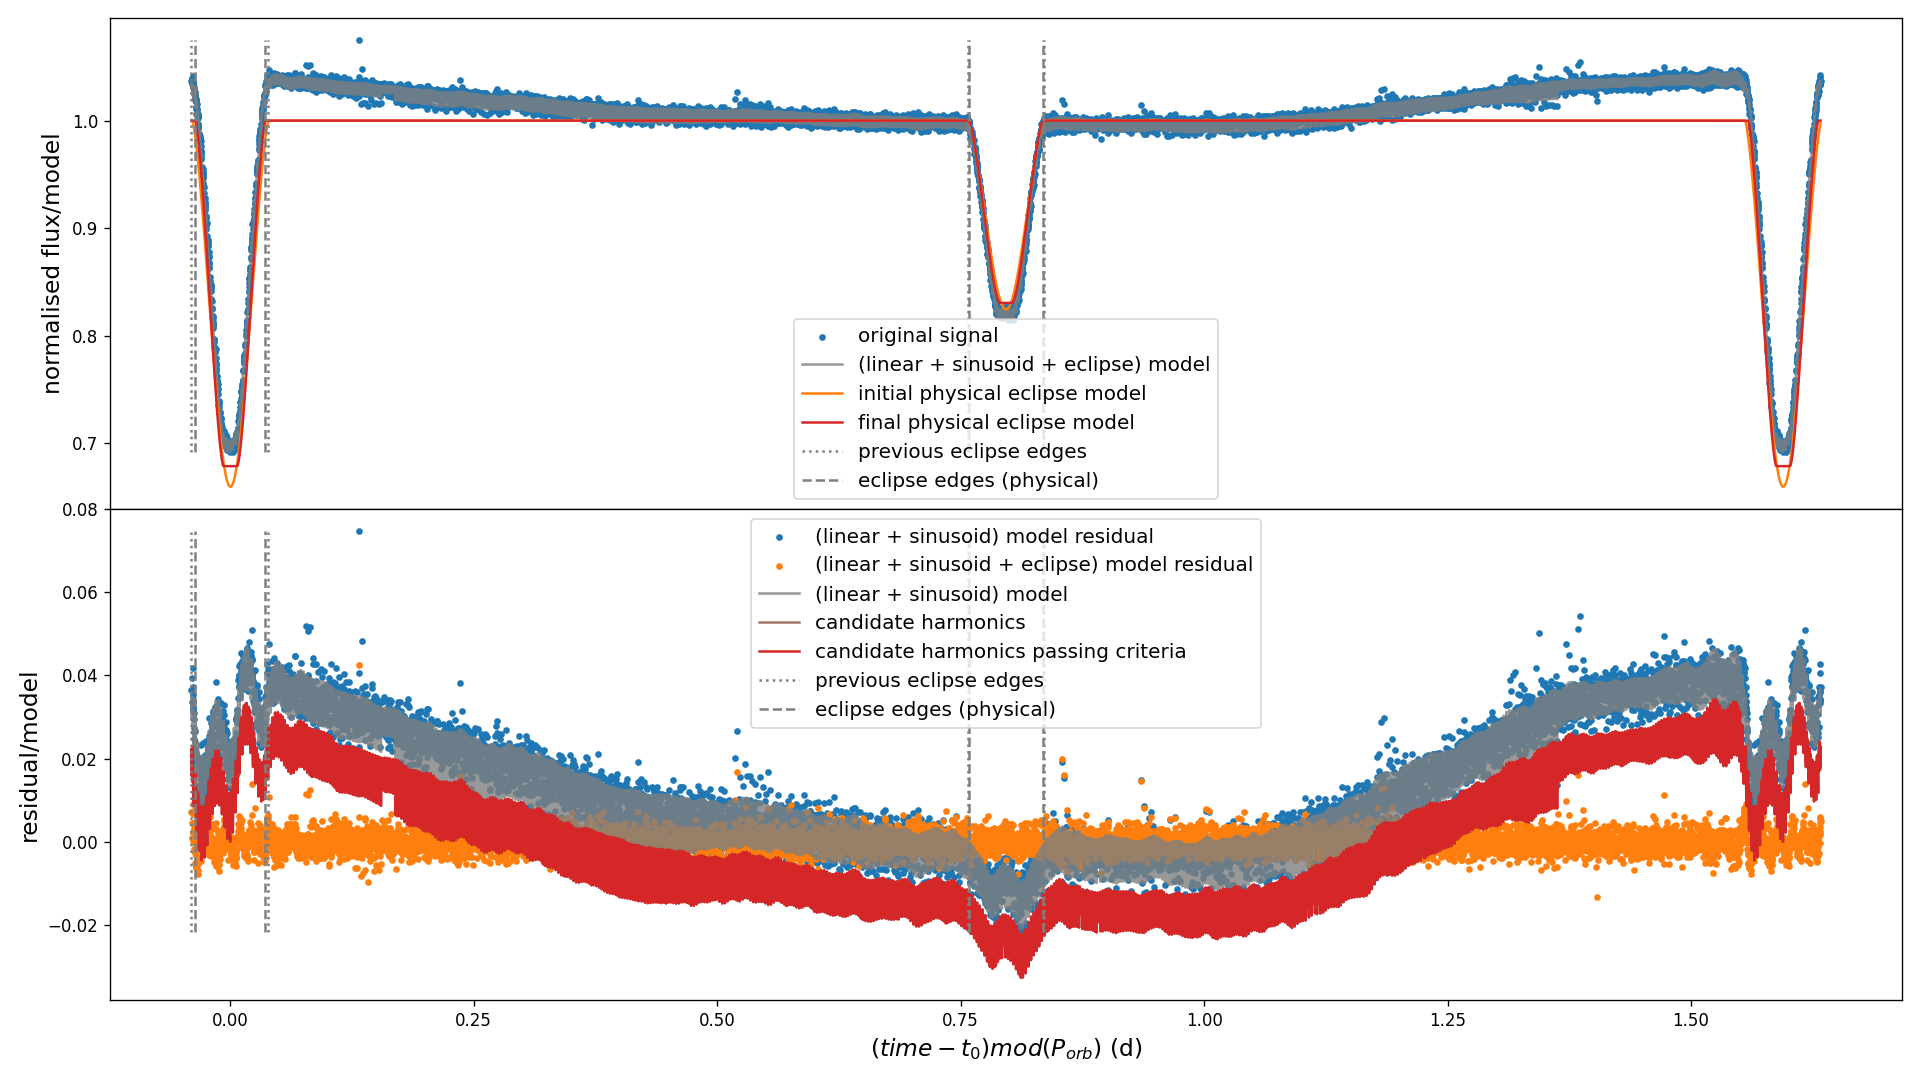 normalised flux/model
1.0
0.9
0.8
0.7
original signal
(linear + sinusoid + eclipse) model
initial physical eclipse model
final physical eclipse model
previous eclipse edges
eclipse edges (physical)
residual/model
0.08
0.06
0.04
0.02
0.00
−0.02
(linear + sinusoid) model residual
(linear + sinusoid + eclipse) model residual
(linear + sinusoid) model
candidate harmonics
candidate harmonics passing criteria
previous eclipse edges
eclipse edges (physical)
0.00 0.25 0.50 0.75 1.00 1.25 1.50
(time − t₀)mod(Pₒᵣb) (d)